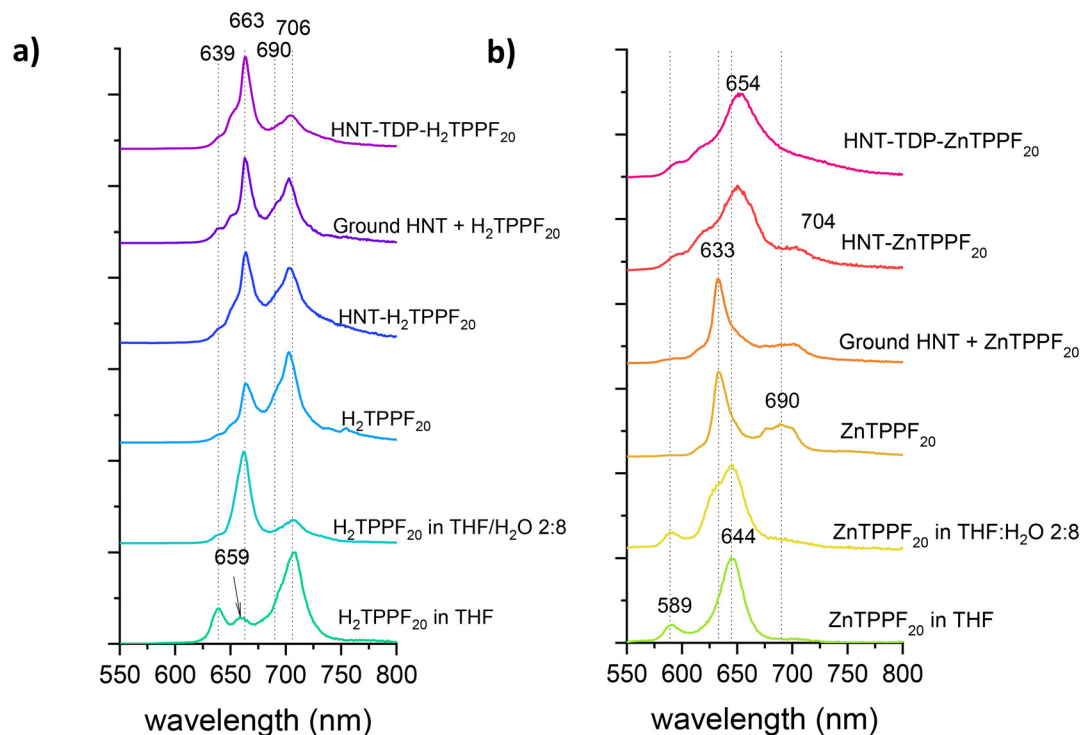 a)
663
706
639
690
HNT-TDP-H₂TPPF₂₀
Ground HNT + H₂TPPF₂₀
HNT-H₂TPPF₂₀
H₂TPPF₂₀
H₂TPPF₂₀ in THF/H₂O 2:8
659
H₂TPPF₂₀ in THF
550 600 650 700 750 800
wavelength (nm)
b)
654
HNT-TDP-ZnTPPF₂₀
704
HNT-ZnTPPF₂₀
633
Ground HNT + ZnTPPF₂₀
690
ZnTPPF₂₀
ZnTPPF₂₀ in THF:H₂O 2:8
644
589
ZnTPPF₂₀ in THF
550 600 650 700 750 800
wavelength (nm)